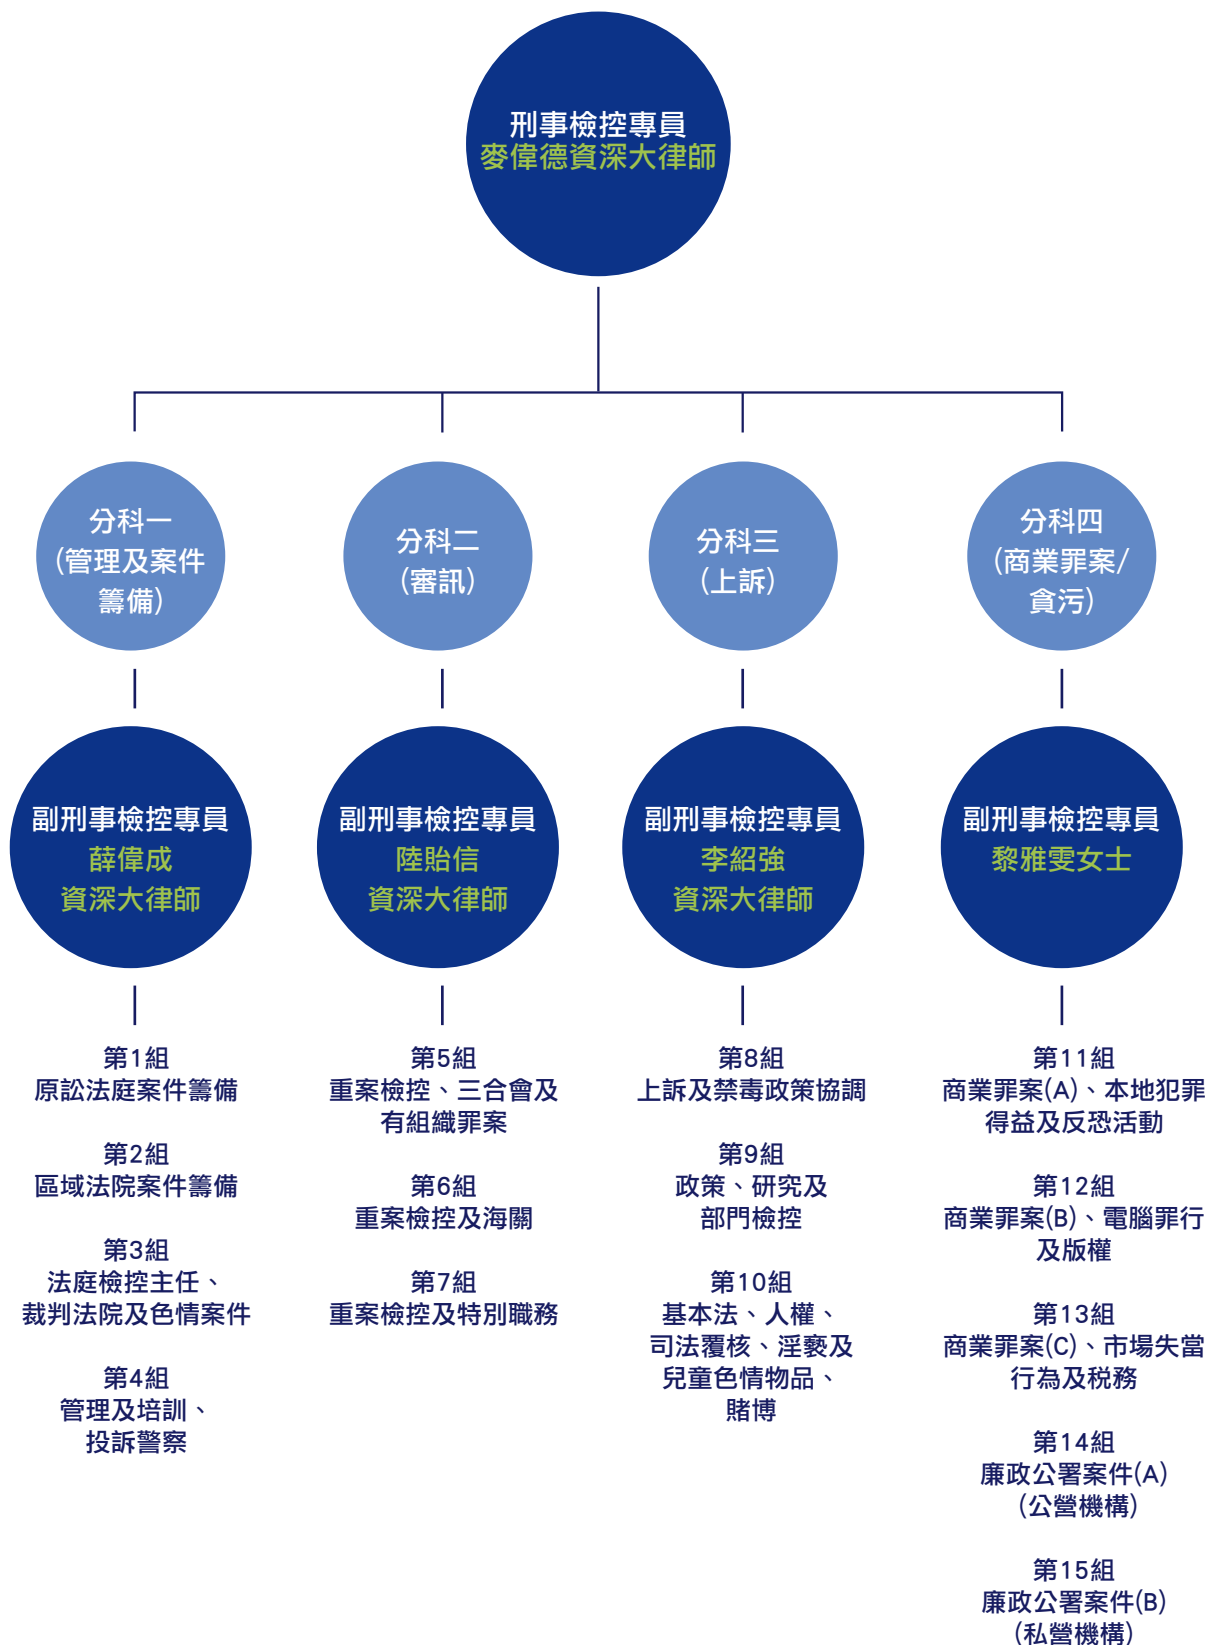 刑事檢控專員
麥偉德資深大律師
分科一
(管理及案件
籌備)
分科二
(審訊)
分科三
(上訴)
分科四
(商業罪案/
貪污)
副刑事檢控專員
薛偉成
資深大律師
副刑事檢控專員
陸貽信
資深大律師
副刑事檢控專員
李紹強
資深大律師
副刑事檢控專員
黎雅雯女士
第1組
原訟法庭案件籌備
第2組
區域法院案件籌備
第3組
法庭檢控主任、
裁判法院及色情案件
第4組
管理及培訓、
投訴警察
第5組
重案檢控、三合會及
有組織罪案
第6組
重案檢控及海關
第7組
重案檢控及特別職務
第8組
上訴及禁毒政策協調
第9組
政策、研究及
部門檢控
第10組
基本法、人權、
司法覆核、淫褻及
兒童色情物品、
賭博
第11組
商業罪案(A)、本地犯罪
得益及反恐活動
第12組
商業罪案(B)、電腦罪行
及版權
第13組
商業罪案(C)、市場失當
行為及稅務
第14組
廉政公署案件(A)
(公營機構)
第15組
廉政公署案件(B)
(私營機構)